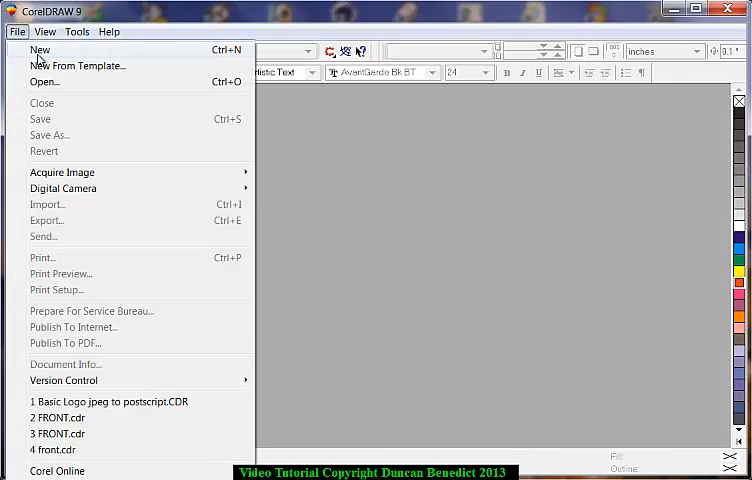 CorelDRAW 9
File View Tools Help
New Ctrl+N
New From Template...
Open... Ctrl+O
Close
Save Ctrl+S
Save As...
Revert
Acquire Image
Digital Camera
Import... Ctrl+I
Export... Ctrl+E
Send...
Print... Ctrl+P
Print Preview...
Print Setup...
Prepare For Service Bureau...
Publish To Internet...
Publish To PDF...
Document Info...
Version Control
1 Basic Logo jpeg to postscript.CDR
2 FRONT.cdr
3 FRONT.cdr
4 front.cdr
Corel Online
inches 0.1"
Text AvantGarde Bk BT 24 B I U
Fill:
Outline:
Video Tutorial Copyright Duncan Benedict 2013